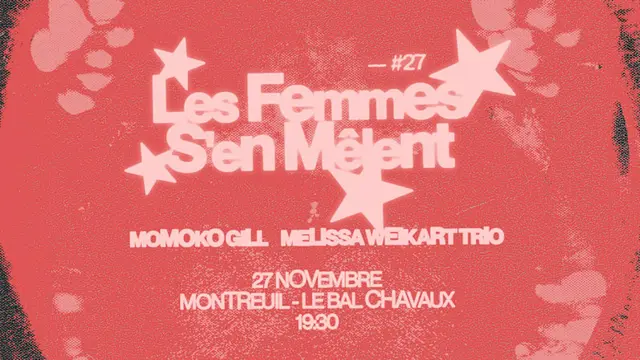 — #27
Les Femmes
S'en Mêlent
MOMOKO GILL MELISSA WEIKART TRIO
27 NOVEMBRE
MONTREUIL - LE BAL CHAVAUX
19:30